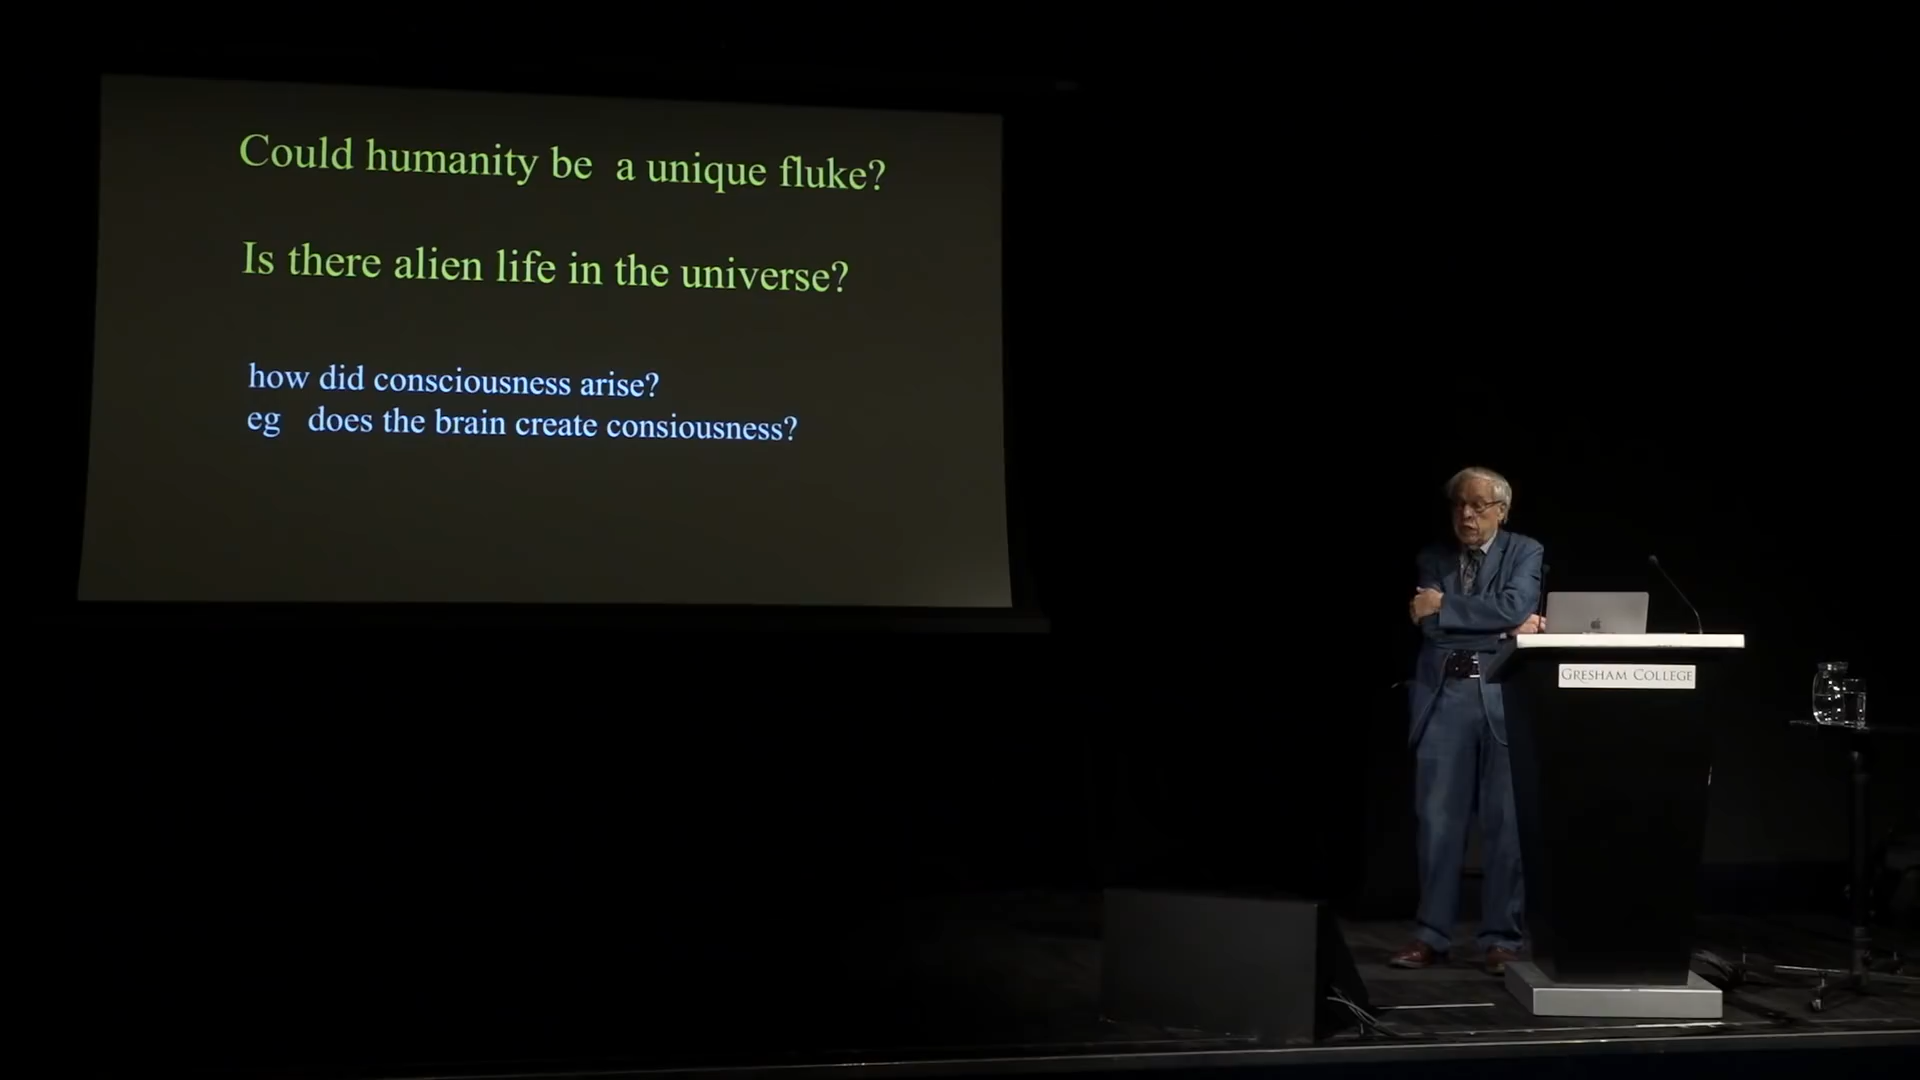 Could humanity be a unique fluke?
Is there alien life in the universe?
how did consciousness arise?
eg does the brain create consiousness?
GRESHAM COLLEGE